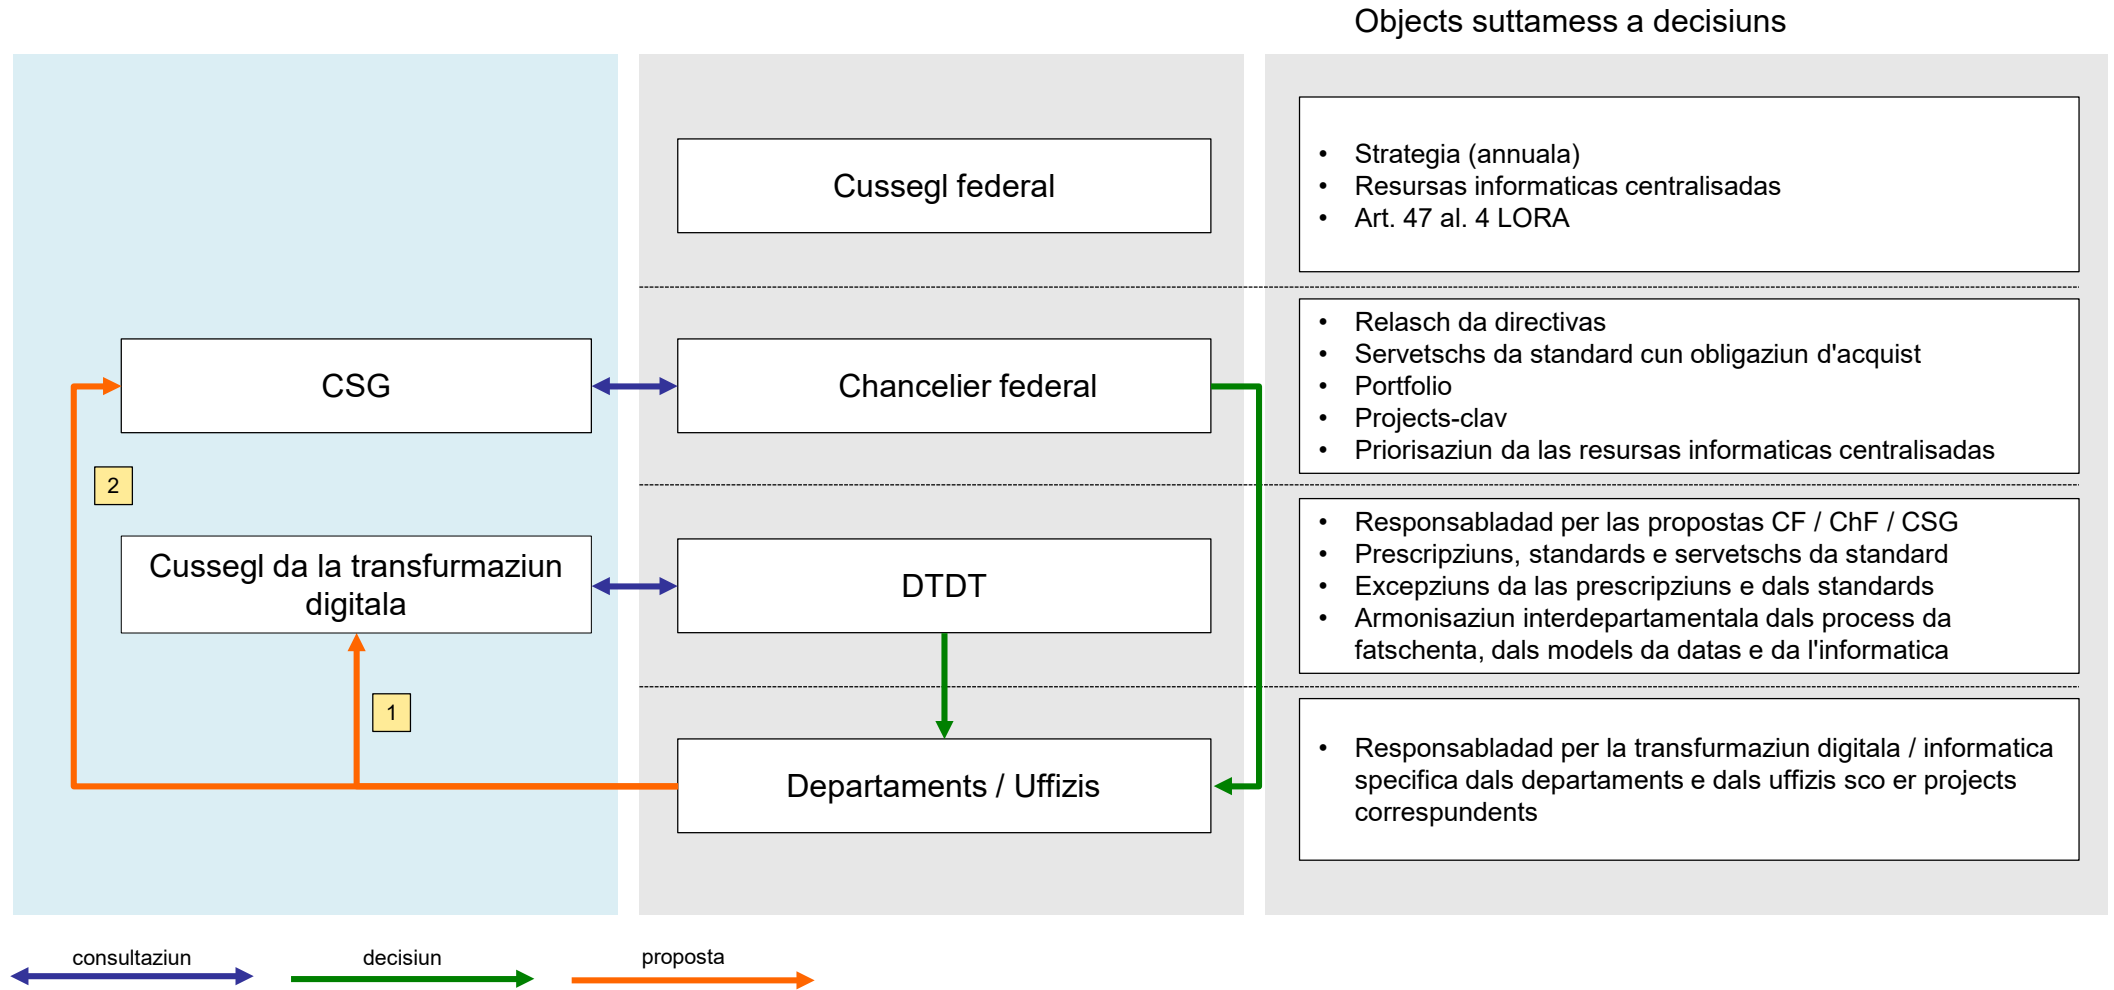 Objects suttamess a decisiuns
Cussegl federal
• Strategia (annuala)
• Resursas informaticas centralisadas
• Art. 47 al. 4 LORA
CSG
Chancelier federal
• Relasch da directivas
• Servetschs da standard cun obligaziun d'acquist
• Portfolio
• Projects-clav
• Priorisaziun da las resursas informaticas centralisadas
2
Cussegl da la transfurmaziun
digitala
DTDT
• Responsabladad per las propostas CF / ChF / CSG
• Prescripziuns, standards e servetschs da standard
• Excepziuns da las prescripziuns e dals standards
• Armonisaziun interdepartamentala dals process da
fatschenta, dals models da datas e da l'informatica
1
Departaments / Uffizis
• Responsabladad per la transfurmaziun digitala / informatica
specifica dals departaments e dals uffizis sco er projects
correspundents
consultaziun
decisiun
proposta